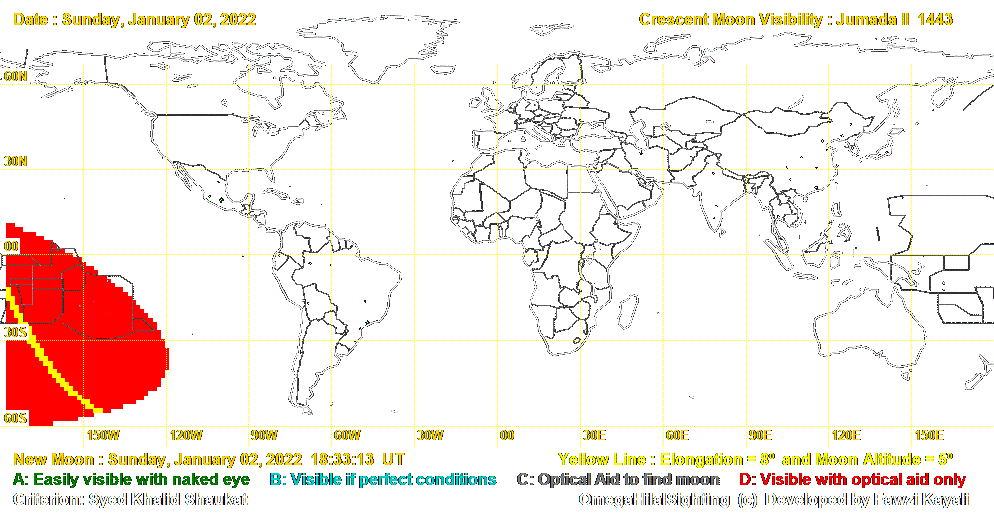 Date : Sunday, January 02, 2022
Crescent Moon Visibility : Jumada II 1443
60N
30N
00
30S
60S
150W 120W 90W 60W 30W 00 30E 60E 90E 120E 150E
New Moon : Sunday, January 02, 2022 18:33:13 UT
Yellow Line : Elongation = 8º and Moon Altitude = 5º
A: Easily visible with naked eye B: Visible if perfect conditions C: Optical Aid to find moon D: Visible with optical aid only
Criterion: Syed Khalid Shaukat
OmegaHilalSighting (c) Developed by Fawzi Kayali